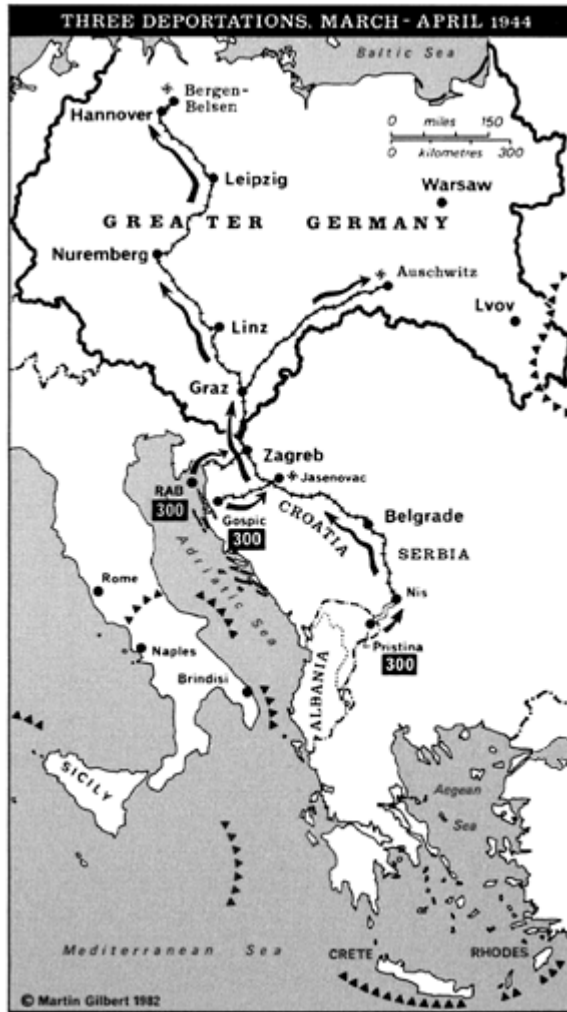 THREE DEPORTATIONS, MARCH - APRIL 1944
Baltic Sea
Bergen-
Belsen
Hannover
0 miles 150
0 kilometres 300
Leipzig
Warsaw
GREATER GERMANY
Nuremberg
Auschwitz
Linz
Lvov
Graz
Zagreb
Jasenovac
RAB
300
Gospic
300
CROATIA
Belgrade
SERBIA
Adriatic Sea
Rome
Nis
Naples
Pristina
300
Brindisi
ALBANIA
SICILY
Aegean
Sea
Mediterranean Sea
CRETE
RHODES
© Martin Gilbert 1982